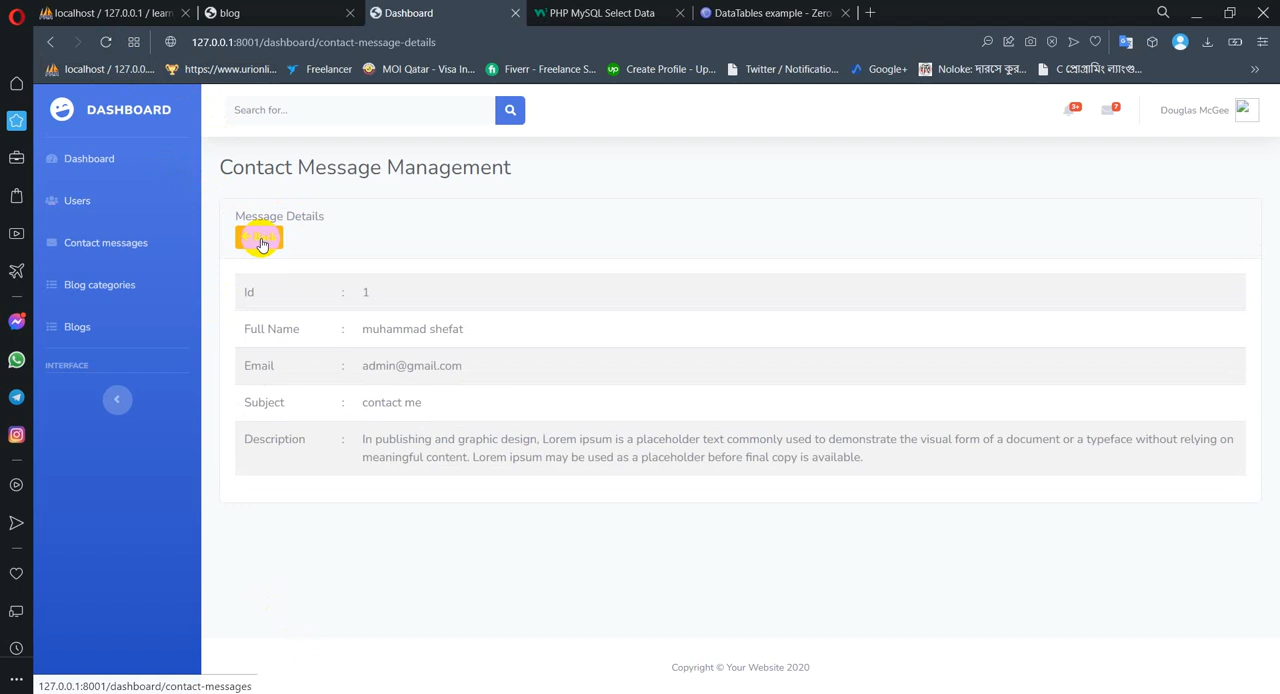 localhost / 127.0.0.1 / learn
blog
Dashboard
PHP MySQL Select Data
DataTables example - Zero
127.0.0.1:8001/dashboard/contact-message-details
localhost / 127.0.0....
https://www.urionli...
Freelancer
MOI Qatar - Visa In...
Fiverr - Freelance S...
Create Profile - Up...
Twitter / Notificatio...
Google+
Noloke: দারসে কুর...
C প্রোগ্রামিং ল্যাংগু...
DASHBOARD
Search for...
3+
7
Douglas McGee
Dashboard
Users
Contact messages
Blog categories
Blogs
INTERFACE
Contact Message Management
Message Details
Id : 1
Full Name : muhammad shefat
Email : admin@gmail.com
Subject : contact me
Description : In publishing and graphic design, Lorem ipsum is a placeholder text commonly used to demonstrate the visual form of a document or a typeface without relying on
meaningful content. Lorem ipsum may be used as a placeholder before final copy is available.
Copyright © Your Website 2020
127.0.0.1:8001/dashboard/contact-messages